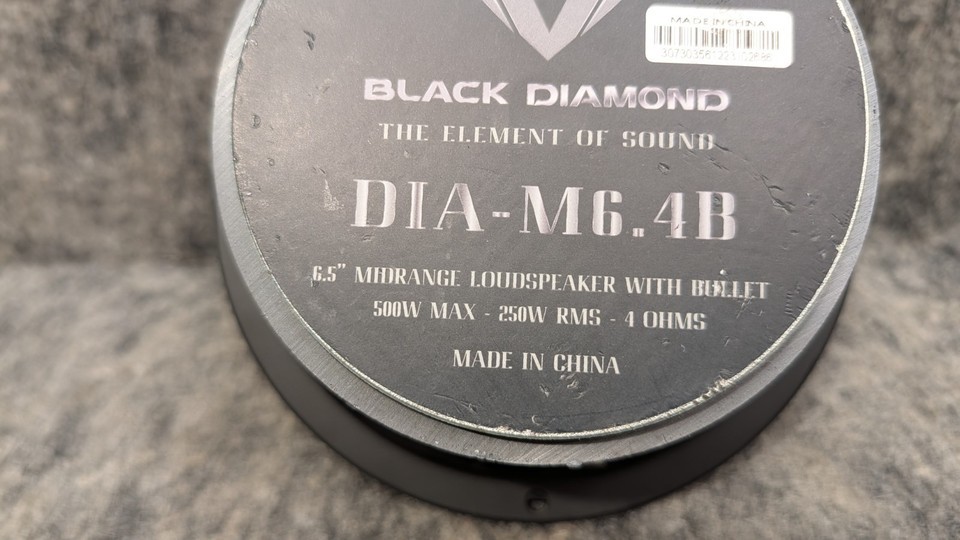 MADE IN CHINA
BLACK DIAMOND
THE ELEMENT OF SOUND
DIA-M6.4B
6.5" MIDRANGE LOUDSPEAKER WITH BULLET
500W MAX - 250W RMS - 4 OHMS
MADE IN CHINA